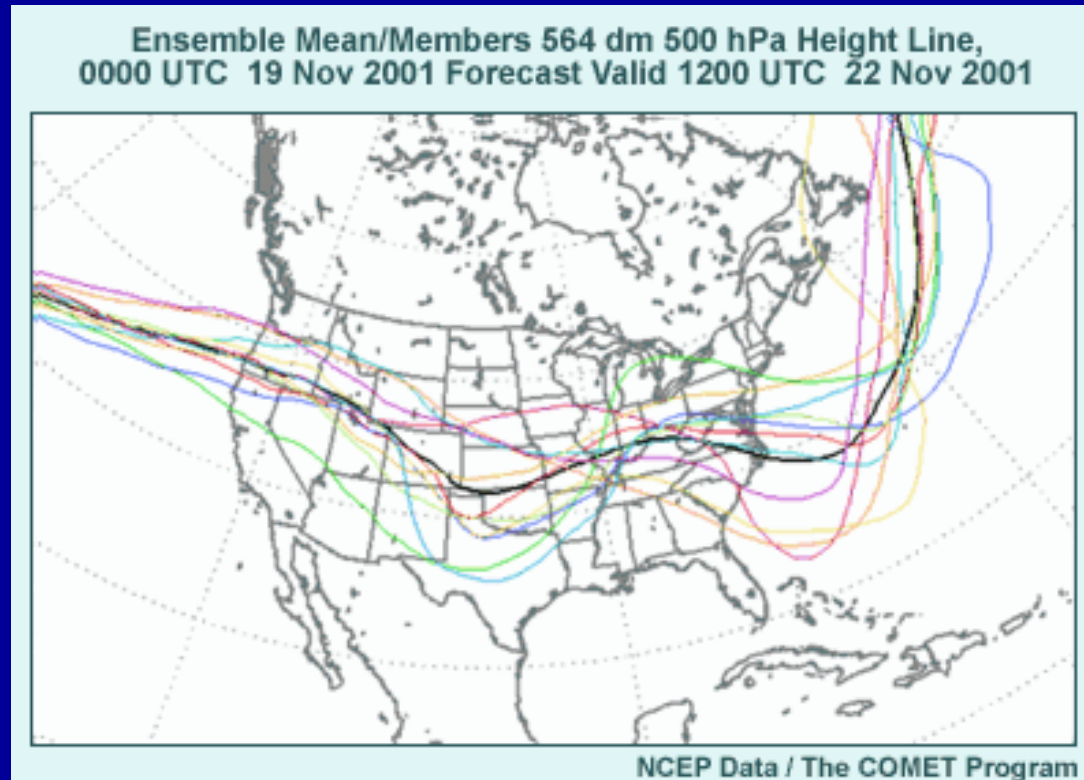 Ensemble Mean/Members 564 dm 500 hPa Height Line,
0000 UTC 19 Nov 2001 Forecast Valid 1200 UTC 22 Nov 2001
NCEP Data / The COMET Program